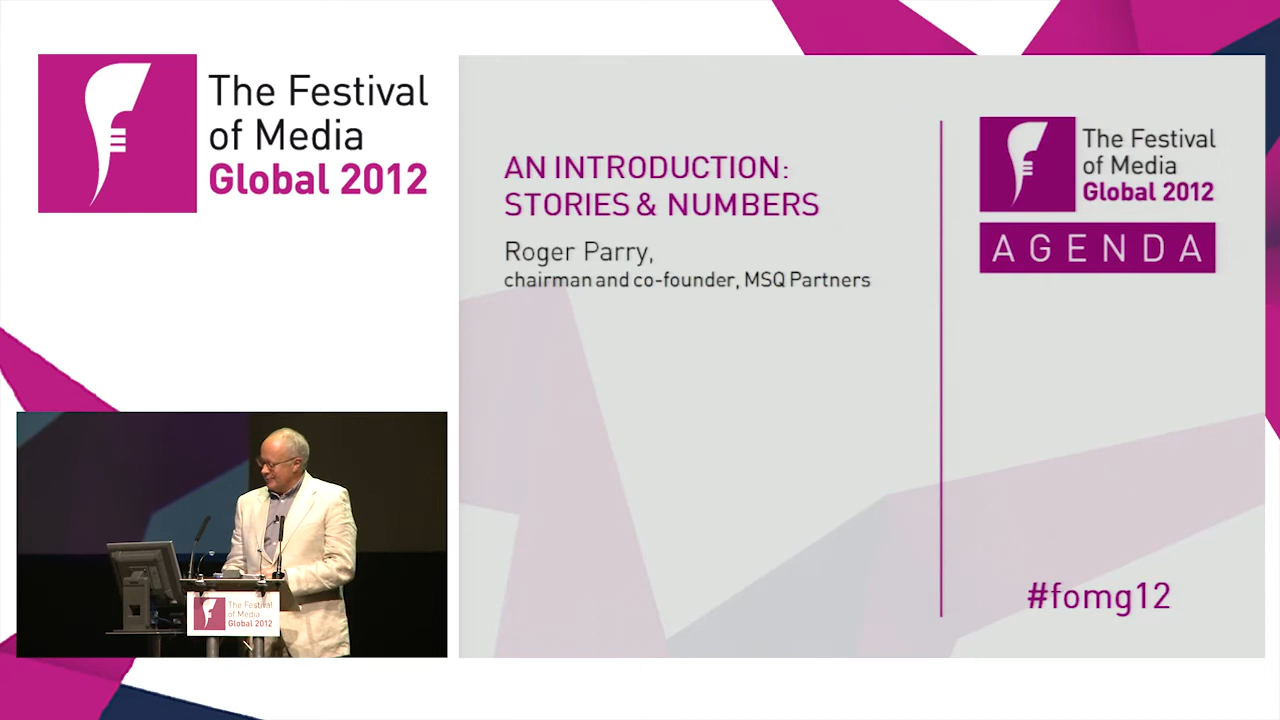 The Festival
of Media
Global 2012
AN INTRODUCTION:
STORIES & NUMBERS
Roger Parry,
chairman and co-founder, MSQ Partners
The Festival
of Media
Global 2012
AGENDA
#fomg12
The Festival
of Media
Global 2012